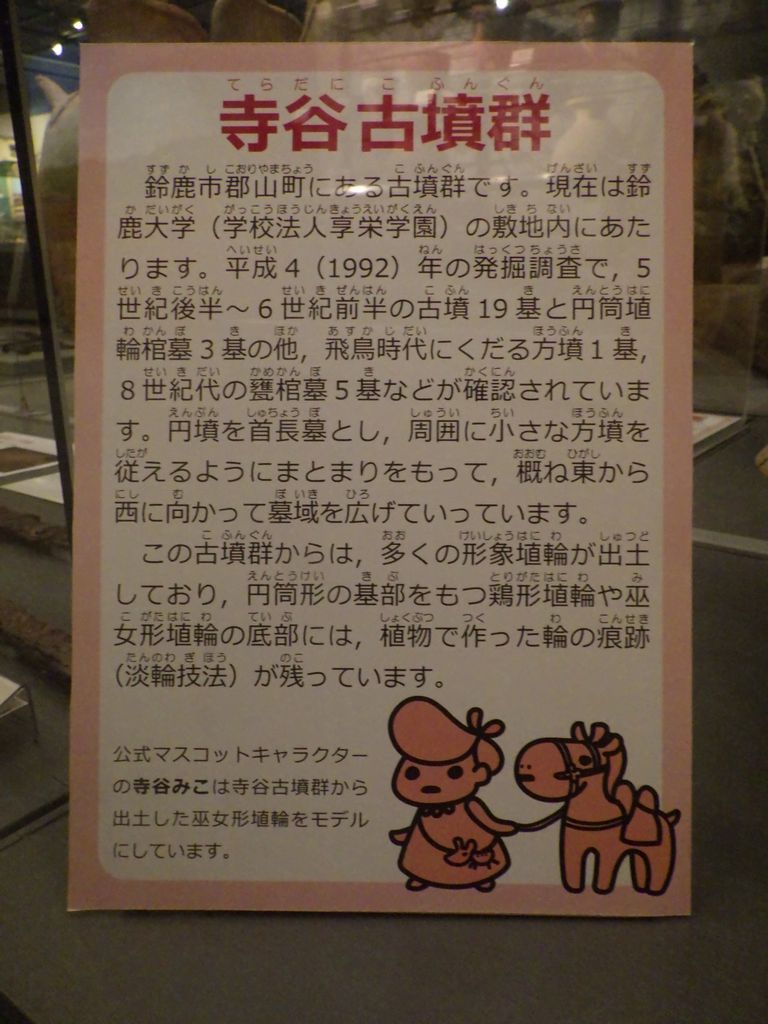 てらだに こふんぐん
寺谷古墳群
すずかし こおりやまちょう こふんぐん げんざい すず
鈴鹿市郡山町にある古墳群です。現在は鈴
か だいがく がっこうほうじんきょうえいがくえん しきちない
鹿大学（学校法人享栄学園）の敷地内にあた
へいせい ねん はっくつちょうさ
ります。平成4（1992）年の発掘調査で，5
せいきこうはん せいきぜんはん こふん き えんとうはに
世紀後半～6世紀前半の古墳19基と円筒埴
わかんぼ き ほか あすかじだい ほうふん き
輪棺墓3基の他，飛鳥時代にくだる方墳1基，
せいきだい かめかんぼ き かくにん
8世紀代の甕棺墓5基などが確認されていま
えんぷん しゅちょうぼ しゅうい ちい ほうふん
す。円墳を首長墓とし，周囲に小さな方墳を
したが おおむ ひがし
従えるようにまとまりをもって，概ね東から
にし む ぼいき ひろ
西に向かって墓域を広げていっています。
こふんぐん おお けいしょうはにわ しゅつど
この古墳群からは，多くの形象埴輪が出土
えんとうけい きぶ とりがたはにわ み
しており，円筒形の基部をもつ鶏形埴輪や巫
こがたはにわ ていぶ しょくぶつ つく わ こんせき
女形埴輪の底部には，植物で作った輪の痕跡
たんのわぎほう のこ
（淡輪技法）が残っています。
公式マスコットキャラクター
の寺谷みこは寺谷古墳群から
出土した巫女形埴輪をモデル
にしています。